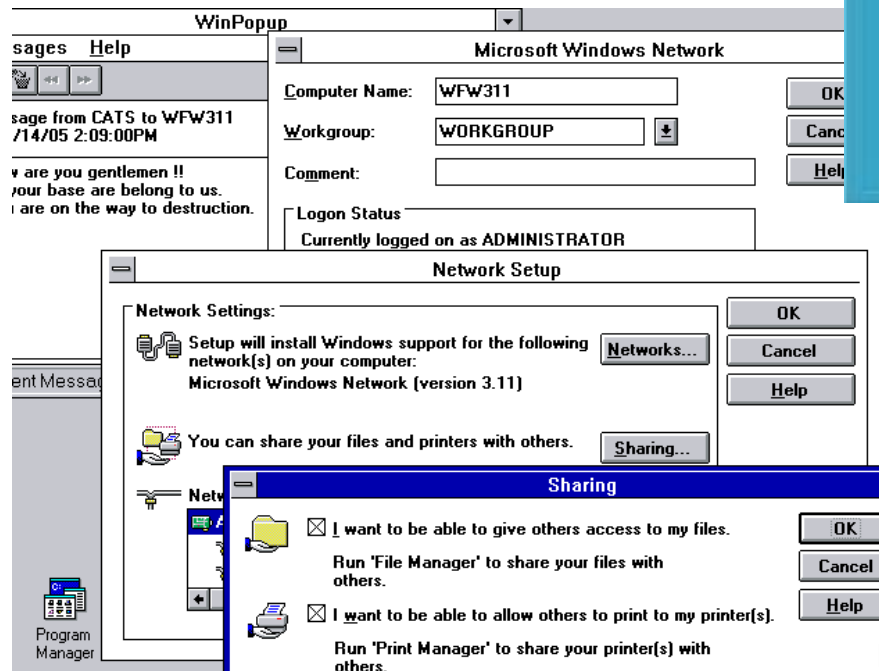 WinPopup
sages Help
sage from CATS to WFW311
/14/05 2:09:00PM
are you gentlemen !!
your base are belong to us.
are on the way to destruction.
Microsoft Windows Network
Computer Name: WFW311
OK
Workgroup: WORKGROUP
Canc
Comment:
Help
Logon Status
Currently logged on as ADMINISTRATOR
Network Setup
Network Settings:
Setup will install Windows support for the following
network(s) on your computer:
Microsoft Windows Network (version 3.11)
Networks...
OK
Cancel
Help
You can share your files and printers with others.
Sharing...
Netw
A
ent Messag
Sharing
I want to be able to give others access to my files.
Run 'File Manager' to share your files with
others.
I want to be able to allow others to print to my printer(s).
Run 'Print Manager' to share your printer(s) with
others.
OK
Cancel
Help
C:
Program
Manager